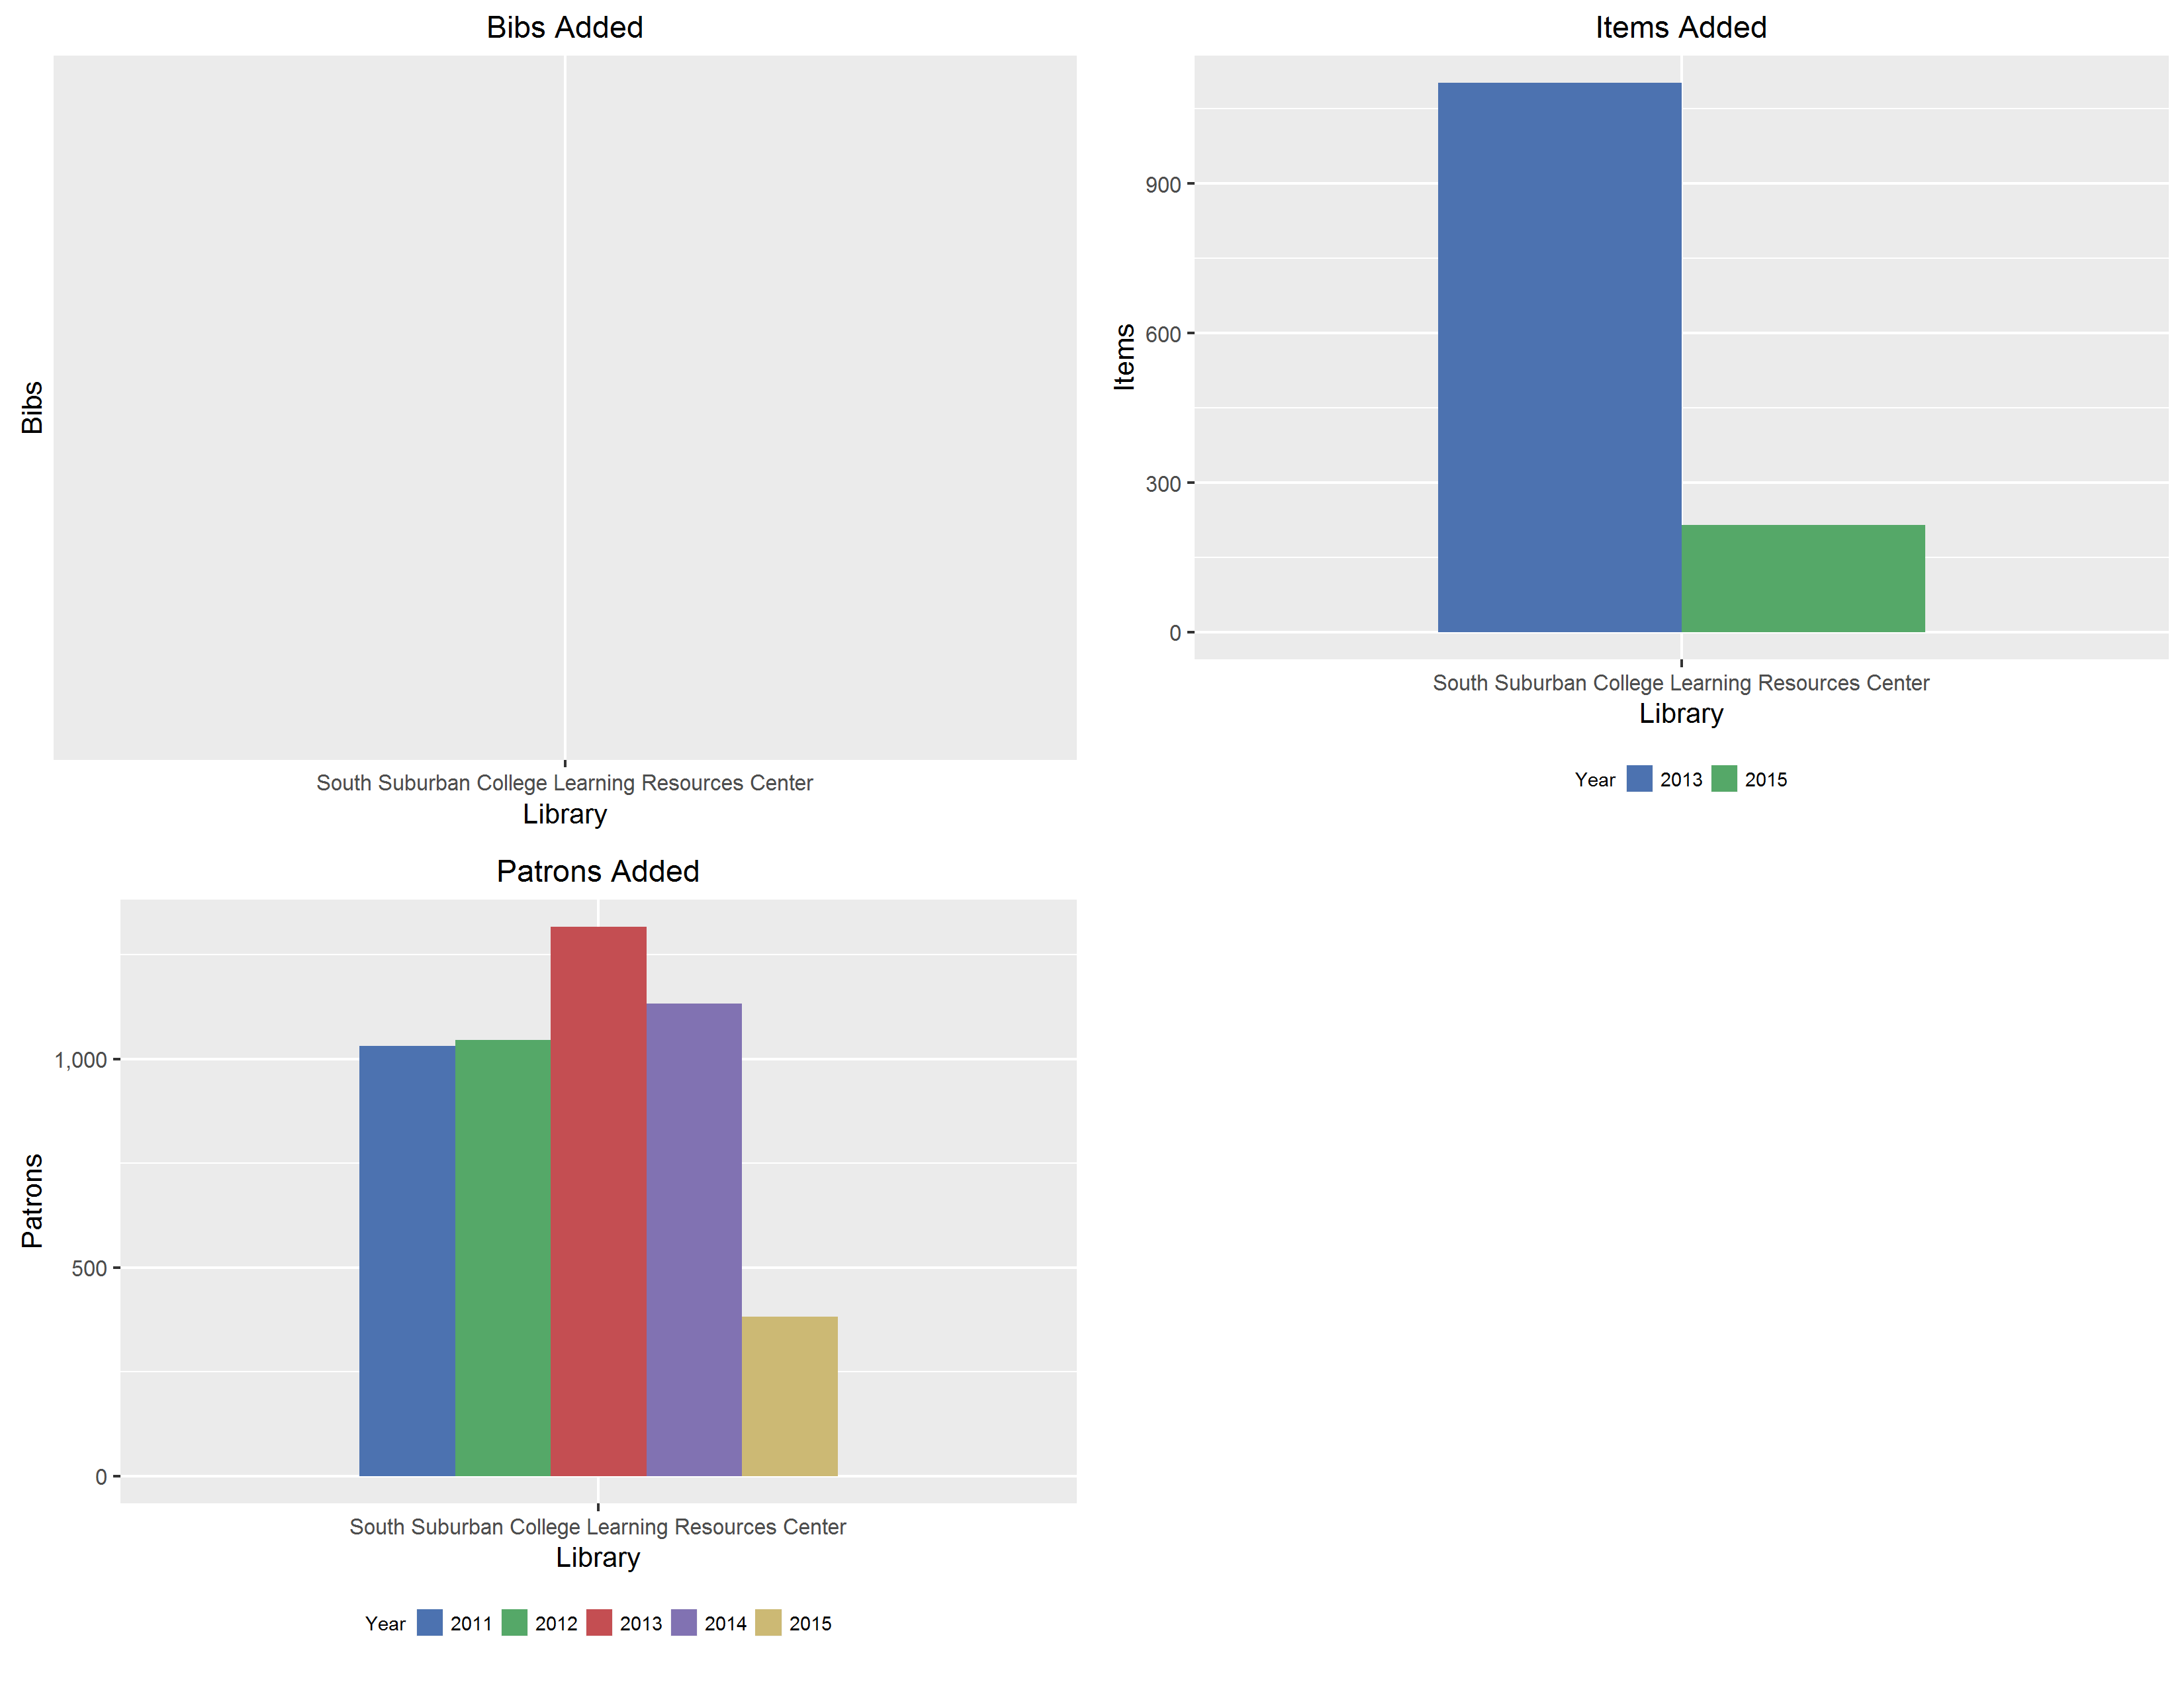 Bibs Added
Bibs
South Suburban College Learning Resources Center
Library
Items Added
Items
900
600
300
0
South Suburban College Learning Resources Center
Library
Year 2013 2015
Patrons Added
Patrons
1,000
500
0
South Suburban College Learning Resources Center
Library
Year 2011 2012 2013 2014 2015